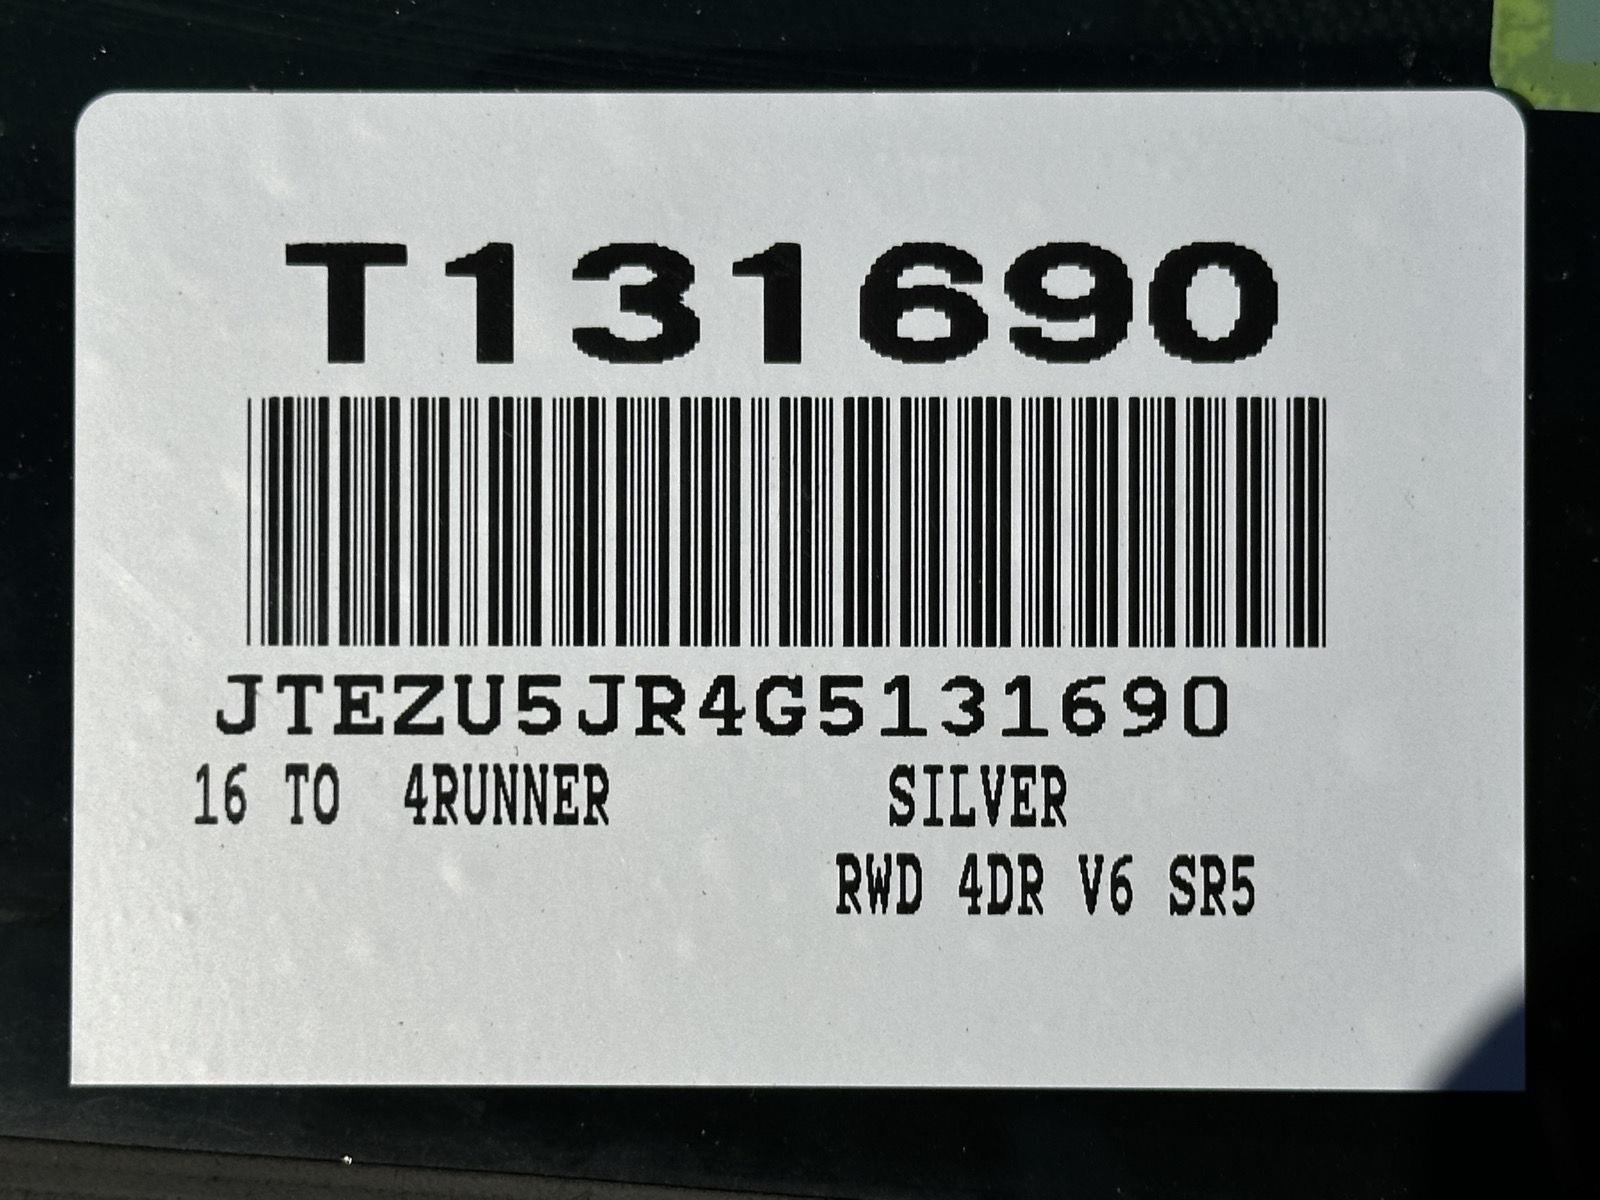 T131690
JTEZU5JR4G5131690
16 TO 4RUNNER SILVER
RWD 4DR V6 SR5